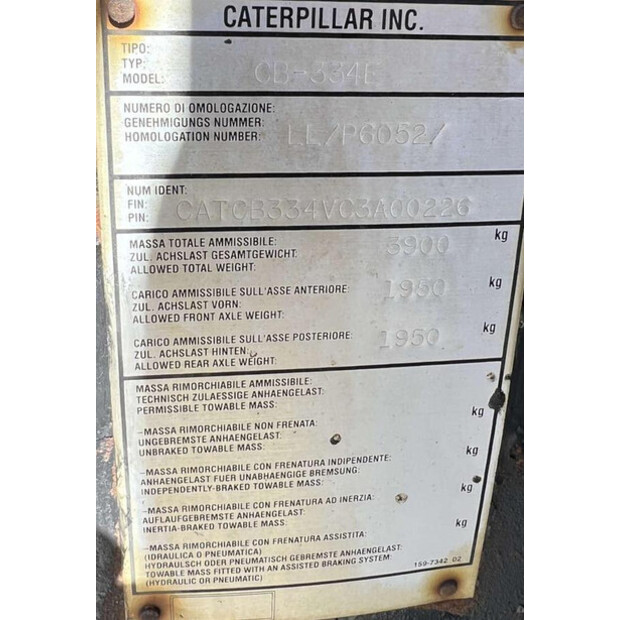 CATERPILLAR INC.
TIPO:
TYP:
MODEL: CB-334E
NUMERO DI OMOLOGAZIONE:
GENEHMIGUNGS NUMMER:
HOMOLOGATION NUMBER: LL/P6052/
NUM IDENT:
FIN:
PIN: CATCB334VC3A00226
MASSA TOTALE AMMISSIBILE: 3900 kg
ZUL. ACHSLAST GESAMTGEWICHT:
ALLOWED TOTAL WEIGHT:
CARICO AMMISSIBILE SULL'ASSE ANTERIORE: 1950 kg
ZUL. ACHSLAST VORN:
ALLOWED FRONT AXLE WEIGHT:
CARICO AMMISSIBILE SULL'ASSE POSTERIORE: 1950 kg
ZUL. ACHSLAST HINTEN:
ALLOWED REAR AXLE WEIGHT:
MASSA RIMORCHIABILE AMMISSIBILE:
TECHNISCH ZULAESSIGE ANHAENGELAST:
PERMISSIBLE TOWABLE MASS:
-MASSA RIMORCHIABILE NON FRENATA: kg
UNGEBREMSTE ANHAENGELAST:
UNBRAKED TOWABLE MASS:
-MASSA RIMORCHIABILE CON FRENATURA INDIPENDENTE: kg
ANHAENGELAST FUER UNABHAENGIGE BREMSUNG:
INDEPENDENTLY-BRAKED TOWABLE MASS: kg
-MASSA RIMORCHIABILE CON FRENATURA AD INERZIA:
AUFLAUFGEBREMSTE ANHAENGELAST:
INERTIA-BRAKED TOWABLE MASS: kg
-MASSA RIMORCHIABILE CON FRENATURA ASSISTITA:
(IDRAULICA O PNEUMATICA)
HYDRAULSCH ODER PNEUMATISCH GEBREMSTE ANHAENGELAST:
TOWABLE MASS FITTED WITH AN ASSISTED BRAKING SYSTEM
(HYDRAULIC OR PNEUMATIC)
159-7342 02